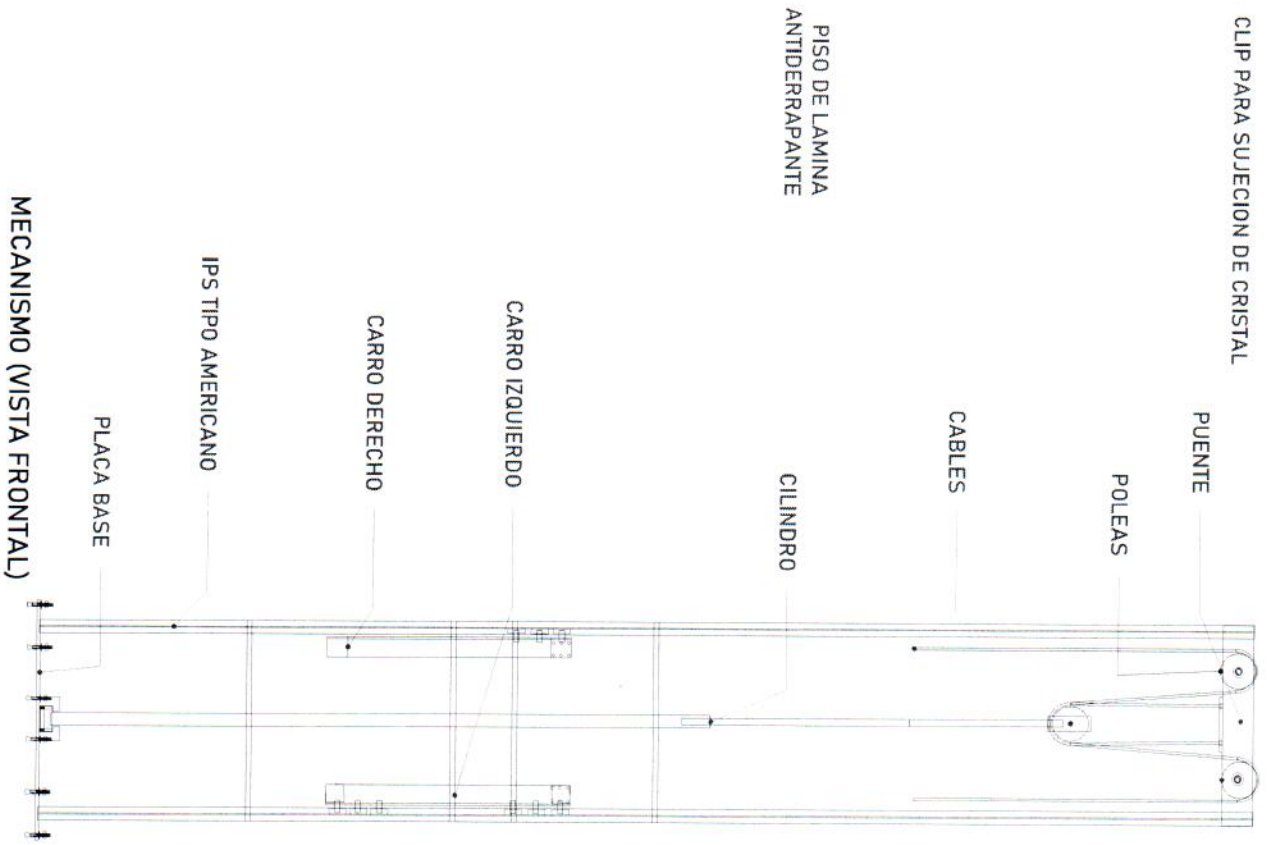 CLIP PARA SUJECION DE CRISTAL
PUENTE
POLEAS
CABLES
PISO DE LAMINA
ANTIDERRAPANTE
CILINDRO
CARRO IZQUIERDO
CARRO DERECHO
IPS TIPO AMERICANO
PLACA BASE
MECANISMO (VISTA FRONTAL)